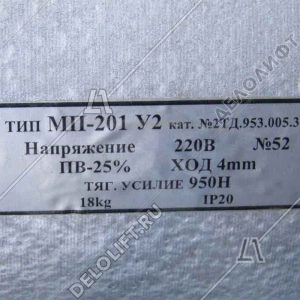 ТИП МП-201 У2 кат. №2ТД.953.005.3
Напряжение 220В №52
ПВ-25% ХОД 4mm
ТЯГ. УСИЛИЕ 950Н
18kg IP20
ДЕЛОЛИФТ
DELOLIFT.RU